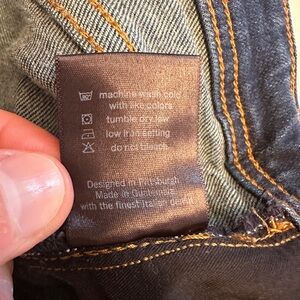 machine wash cold
with like colors
tumble dry low
low iron setting
do not bleach
Designed in Pittsburgh
Made in Guatemala
with the finest Italian denim